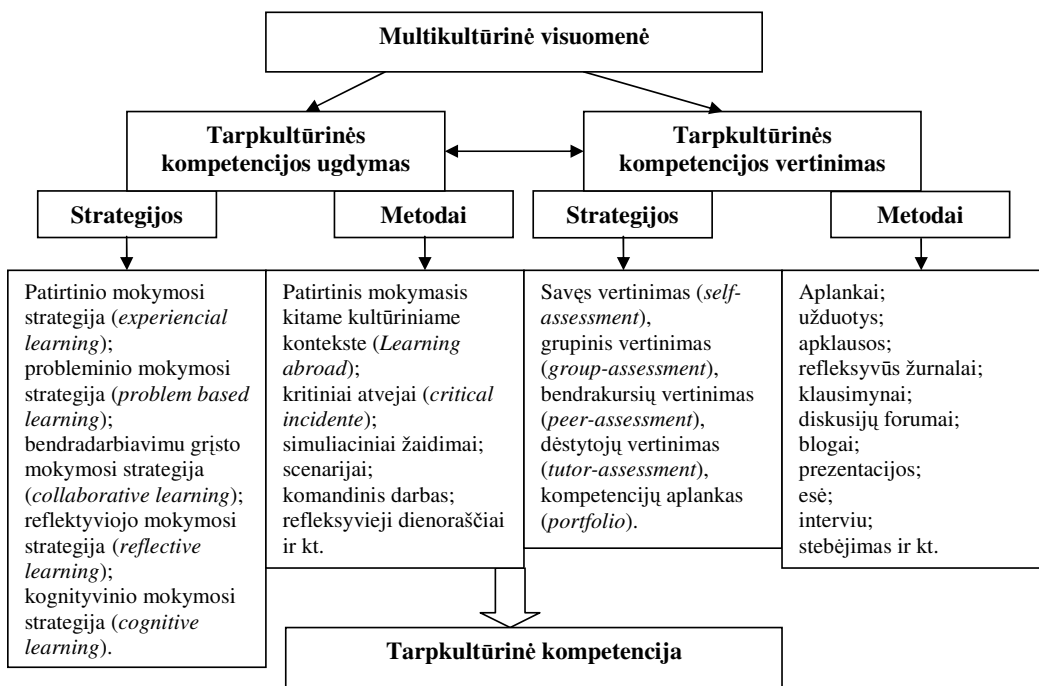 Multikultūrinė visuomenė
Tarpkultūrinės
kompetencijos ugdymas
Tarpkultūrinės
kompetencijos vertinimas
Strategijos
Metodai
Strategijos
Metodai
Patirtinio mokymosi
strategija (experiencial
learning);
probleminio mokymosi
strategija (problem based
learning);
bendradarbiavimu grįsto
mokymosi strategija
(collaborative learning);
reflektyviojo mokymosi
strategija (reflective
learning);
kognityvinio mokymosi
strategija (cognitive
learning).
Patirtinis mokymasis
kitame kultūriniame
kontekste (Learning
abroad);
kritiniai atvejai (critical
incidente);
simuliaciniai žaidimai;
scenarijai;
komandinis darbas;
refleksyvieji dienoraščiai
ir kt.
Savęs vertinimas (self-
assessment),
grupinis vertinimas
(group-assessment),
bendrakursių vertinimas
(peer-assessment),
dėstytojų vertinimas
(tutor-assessment),
kompetencijų aplankas
(portfolio).
Aplankai;
užduotys;
apklausos;
refleksyvūs žurnalai;
klausimynai;
diskusijų forumai;
blogai;
prezentacijos;
esė;
interviu;
stebėjimas ir kt.
Tarpkultūrinė kompetencija